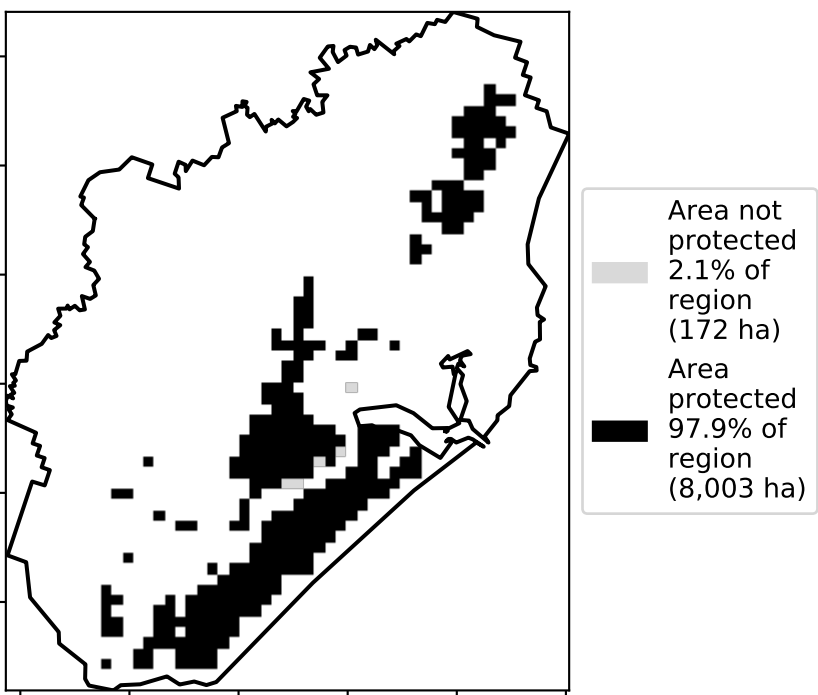 Area not
protected
2.1% of
region
(172 ha)
Area
protected
97.9% of
region
(8,003 ha)